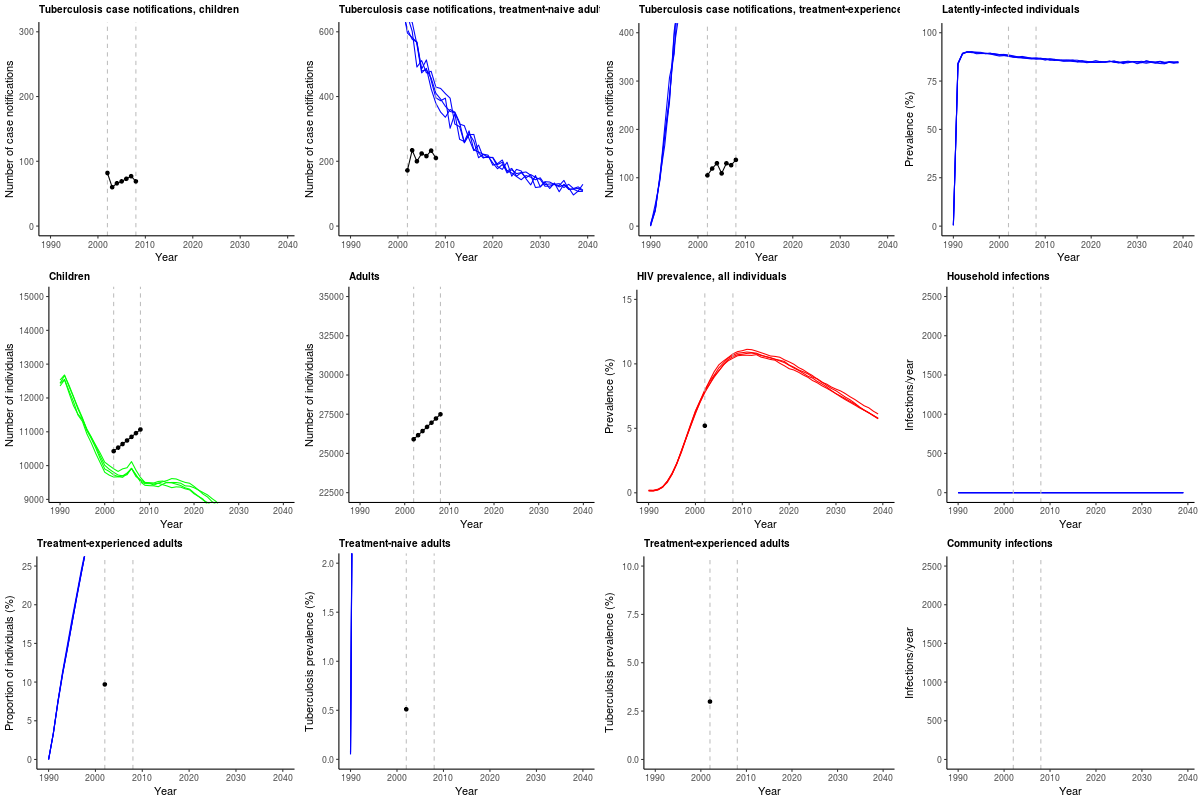 Tuberculosis case notifications, children
Number of case notifications
300
200
100
0
1990 2000 2010 2020 2030 2040
Year
Tuberculosis case notifications, treatment-naive adul
Number of case notifications
600
400
200
0
1990 2000 2010 2020 2030 2040
Year
Tuberculosis case notifications, treatment-experience
Number of case notifications
400
300
200
100
0
1990 2000 2010 2020 2030 2040
Year
Latently-infected individuals
Prevalence (%)
100
75
50
25
0
1990 2000 2010 2020 2030 2040
Year
Children
Number of individuals
15000
14000
13000
12000
11000
10000
9000
1990 2000 2010 2020 2030 2040
Year
Adults
Number of individuals
35000
32500
30000
27500
25000
22500
1990 2000 2010 2020 2030 2040
Year
HIV prevalence, all individuals
Prevalence (%)
15
10
5
0
1990 2000 2010 2020 2030 2040
Year
Household infections
Infections/year
2500
2000
1500
1000
500
0
1990 2000 2010 2020 2030 2040
Year
Treatment-experienced adults
Proportion of individuals (%)
25
20
15
10
5
0
1990 2000 2010 2020 2030 2040
Year
Treatment-naive adults
Tuberculosis prevalence (%)
2.0
1.5
1.0
0.5
0.0
1990 2000 2010 2020 2030 2040
Year
Treatment-experienced adults
Tuberculosis prevalence (%)
10.0
7.5
5.0
2.5
0.0
1990 2000 2010 2020 2030 2040
Year
Community infections
Infections/year
2500
2000
1500
1000
500
0
1990 2000 2010 2020 2030 2040
Year